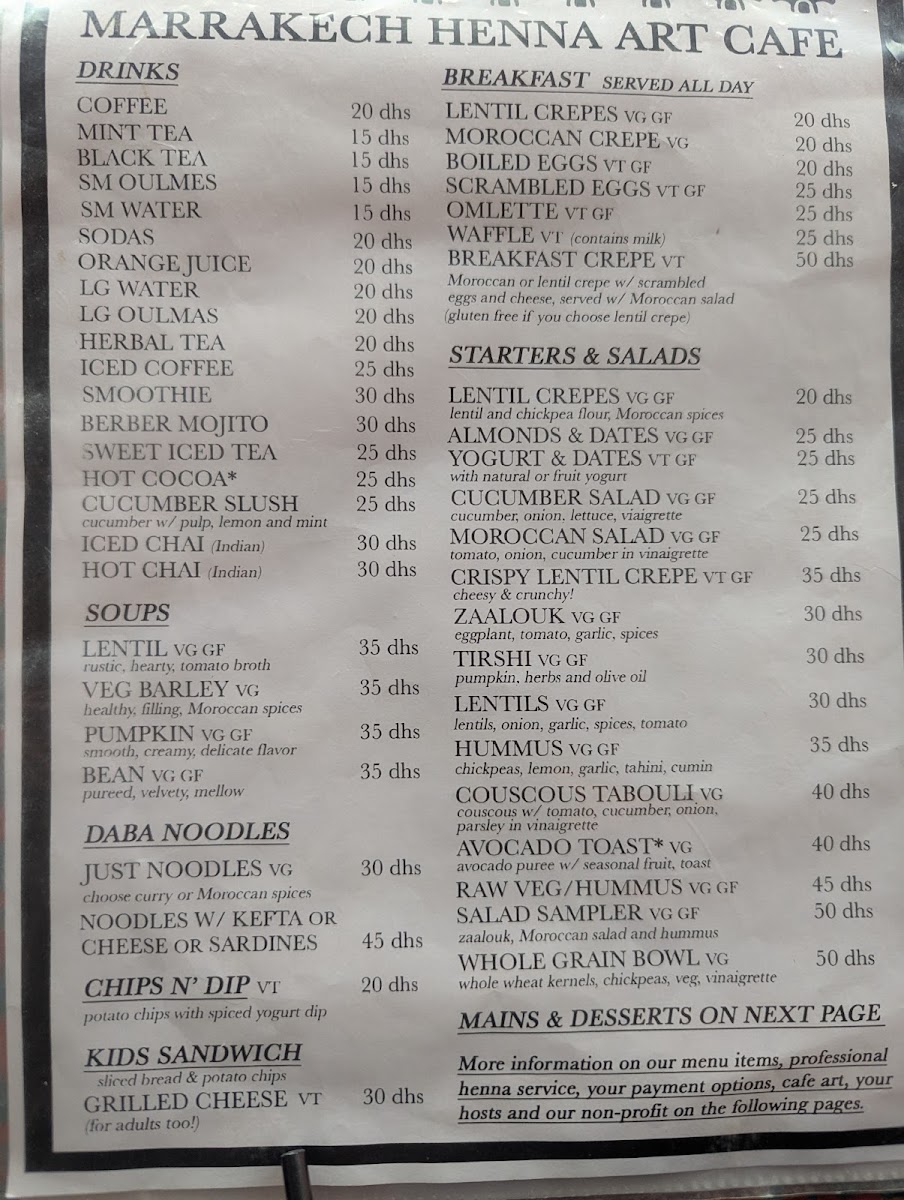 MARRAKECH HENNA ART CAFE
DRINKS
COFFEE 20 dhs
MINT TEA 15 dhs
BLACK TEA 15 dhs
SM OULMES 15 dhs
SM WATER 15 dhs
SODAS 20 dhs
ORANGE JUICE 20 dhs
LG WATER 20 dhs
LG OULMAS 20 dhs
HERBAL TEA 20 dhs
ICED COFFEE 25 dhs
SMOOTHIE 30 dhs
BERBER MOJITO 30 dhs
SWEET ICED TEA 25 dhs
HOT COCOA* 25 dhs
CUCUMBER SLUSH 25 dhs
cucumber w/ pulp, lemon and mint
ICED CHAI (Indian) 30 dhs
HOT CHAI (Indian) 30 dhs
SOUPS
LENTIL VG GF 35 dhs
rustic, hearty, tomato broth
VEG BARLEY VG 35 dhs
healthy, filling, Moroccan spices
PUMPKIN VG GF 35 dhs
smooth, creamy, delicate flavor
BEAN VG GF 35 dhs
pureed, velvety, mellow
DABA NOODLES
JUST NOODLES VG 30 dhs
choose curry or Moroccan spices
NOODLES W/ KEFTA OR
CHEESE OR SARDINES 45 dhs
CHIPS N' DIP VT 20 dhs
potato chips with spiced yogurt dip
KIDS SANDWICH
sliced bread & potato chips
GRILLED CHEESE VT 30 dhs
(for adults too!)
BREAKFAST SERVED ALL DAY
LENTIL CREPES VG GF 20 dhs
MOROCCAN CREPE VG 20 dhs
BOILED EGGS VT GF 20 dhs
SCRAMBLED EGGS VT GF 25 dhs
OMLETTE VT GF 25 dhs
WAFFLE VT (contains milk) 25 dhs
BREAKFAST CREPE VT 50 dhs
Moroccan or lentil crepe w/ scrambled
eggs and cheese, served w/ Moroccan salad
(gluten free if you choose lentil crepe)
STARTERS & SALADS
LENTIL CREPES VG GF 20 dhs
lentil and chickpea flour, Moroccan spices
ALMONDS & DATES VG GF 25 dhs
YOGURT & DATES VT GF 25 dhs
with natural or fruit yogurt
CUCUMBER SALAD VG GF 25 dhs
cucumber, onion, lettuce, viaigrette
MOROCCAN SALAD VG GF 25 dhs
tomato, onion, cucumber in vinaigrette
CRISPY LENTIL CREPE VT GF 35 dhs
cheesy & crunchy!
ZAALOUK VG GF 30 dhs
eggplant, tomato, garlic, spices
TIRSHI VG GF 30 dhs
pumpkin, herbs and olive oil
LENTILS VG GF 30 dhs
lentils, onion, garlic, spices, tomato
HUMMUS VG GF 35 dhs
chickpeas, lemon, garlic, tahini, cumin
COUSCOUS TABOULI VG 40 dhs
couscous w/ tomato, cucumber, onion,
parsley in vinaigrette
AVOCADO TOAST* VG 40 dhs
avocado puree w/ seasonal fruit, toast
RAW VEG/HUMMUS VG GF 45 dhs
SALAD SAMPLER VG GF 50 dhs
zaalouk, Moroccan salad and hummus
WHOLE GRAIN BOWL VG 50 dhs
whole wheat kernels, chickpeas, veg, vinaigrette
MAINS & DESSERTS ON NEXT PAGE
More information on our menu items, professional
henna service, your payment options, cafe art, your
hosts and our non-profit on the following pages.